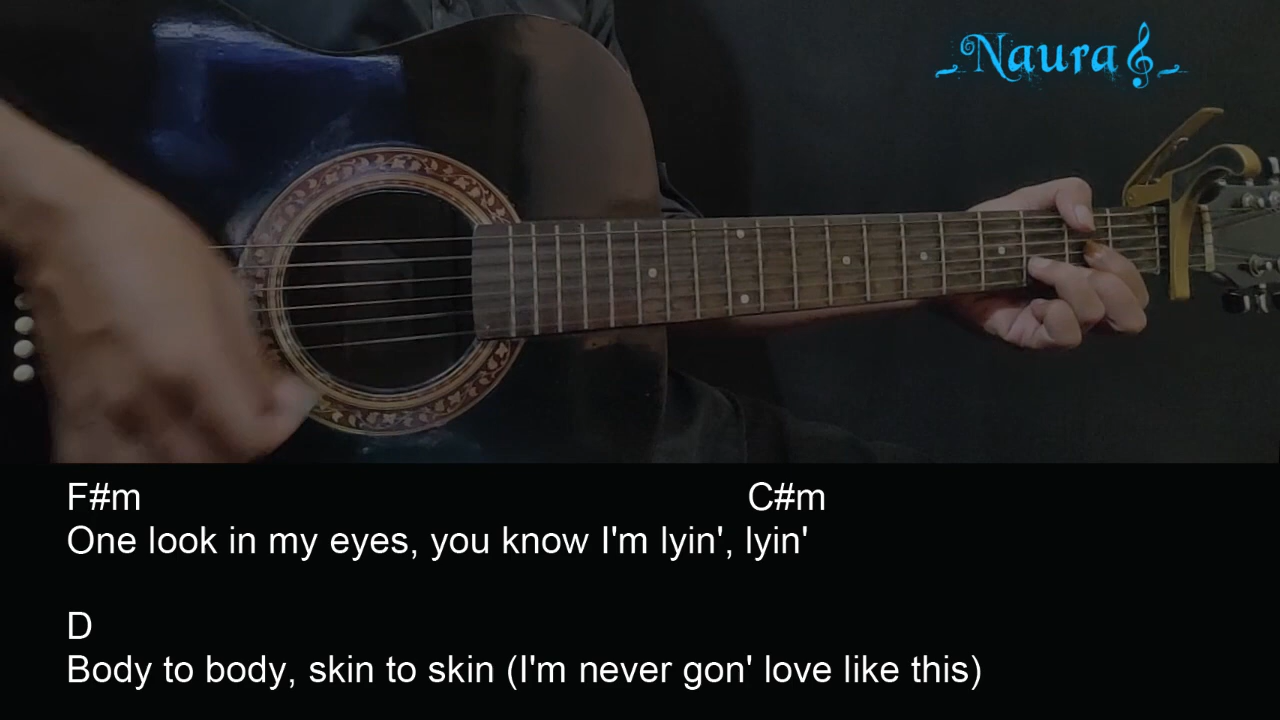 Naura
F#m C#m
One look in my eyes, you know I'm lyin', lyin'
D
Body to body, skin to skin (I'm never gon' love like this)